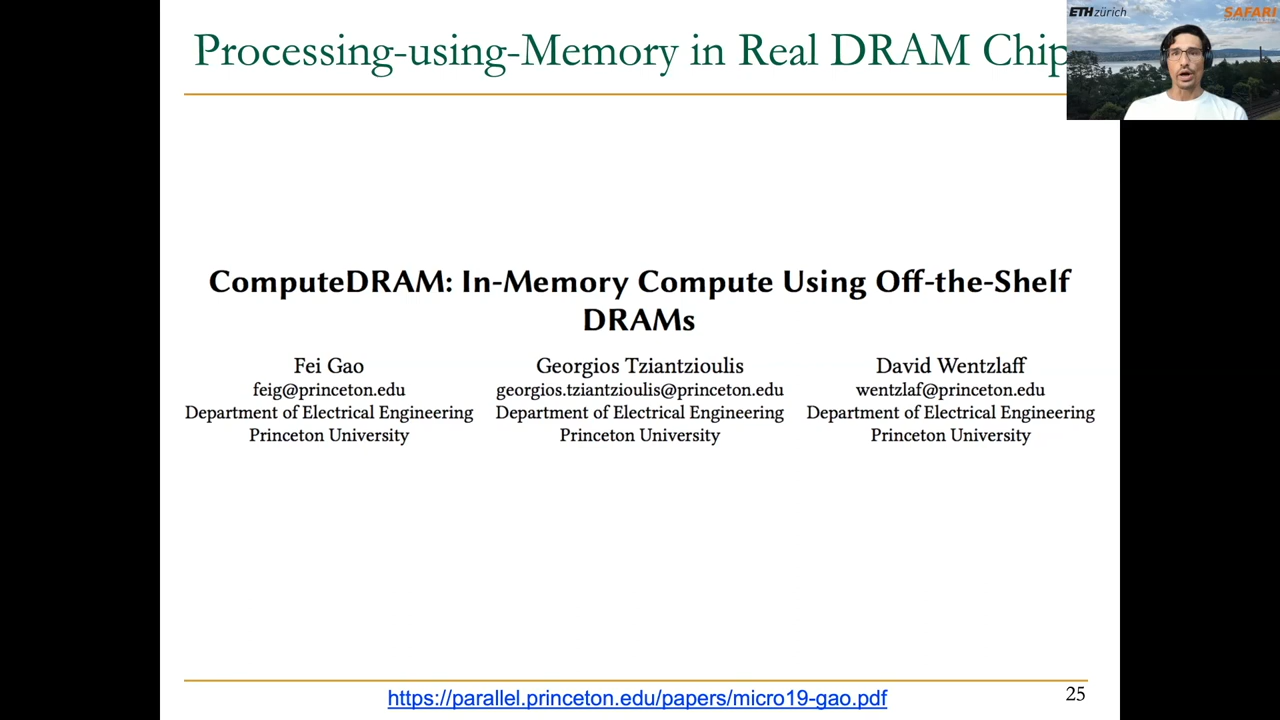 Processing-using-Memory in Real DRAM Chip
ETHzürich
SAFARI
ComputeDRAM: In-Memory Compute Using Off-the-Shelf
DRAMs
Fei Gao
feig@princeton.edu
Department of Electrical Engineering
Princeton University
Georgios Tziantzioulis
georgios.tziantzioulis@princeton.edu
Department of Electrical Engineering
Princeton University
David Wentzlaff
wentzlaf@princeton.edu
Department of Electrical Engineering
Princeton University
https://parallel.princeton.edu/papers/micro19-gao.pdf
25